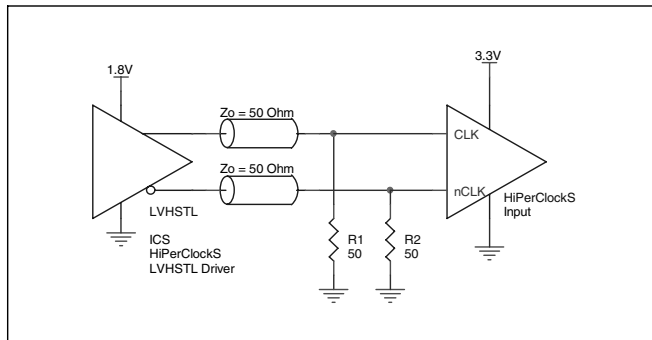 1.8V
3.3V
Zo = 50 Ohm
CLK
Zo = 50 Ohm
nCLK
HiPerClockS
Input
LVHSTL
ICS
HiPerClockS
LVHSTL Driver
R1
50
R2
50